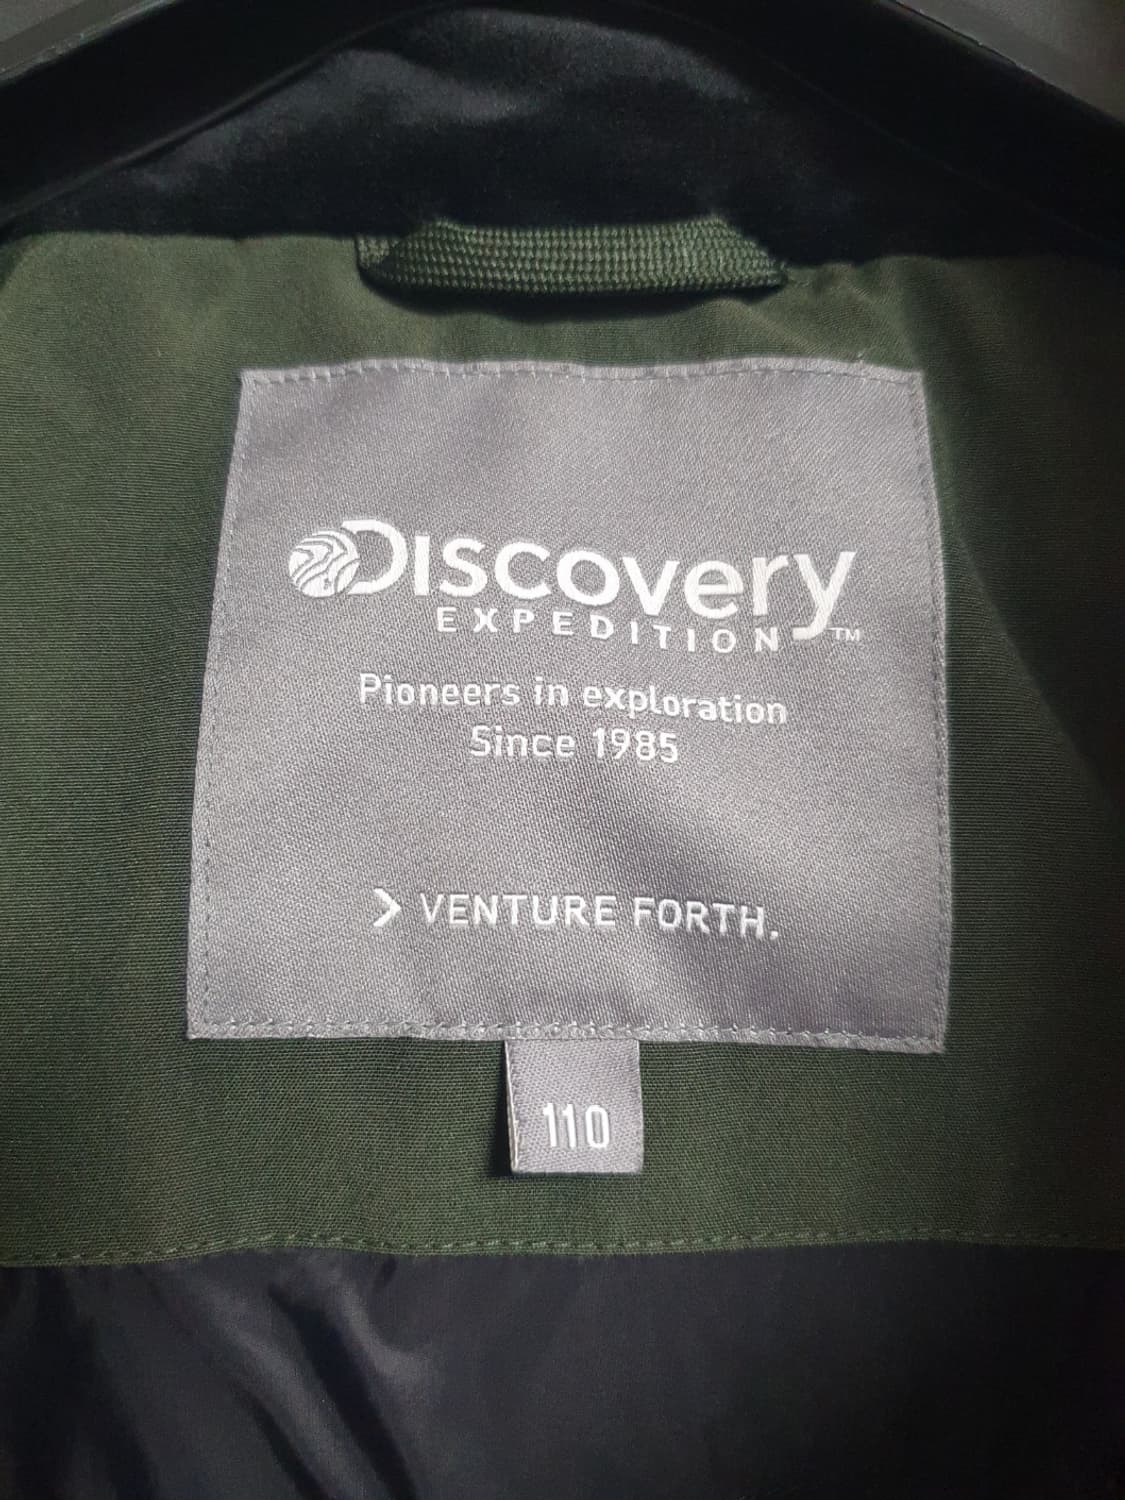 DISCOVERY
EXPEDITION™
Pioneers in exploration
Since 1985
> VENTURE FORTH.
110